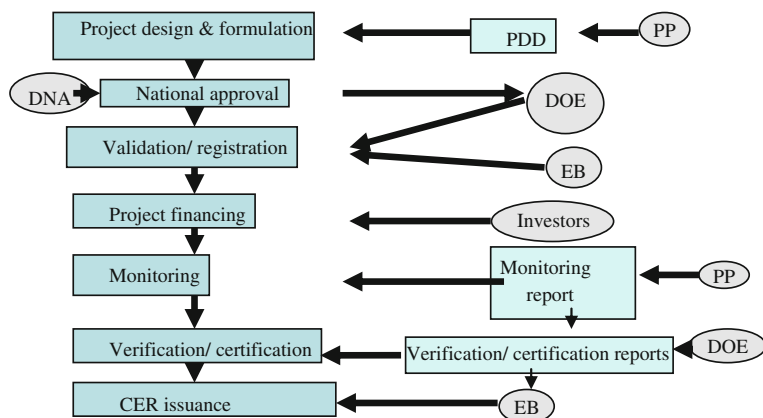 Project design & formulation
PDD
PP
DNA
National approval
DOE
Validation/ registration
EB
Project financing
Investors
Monitoring
Monitoring
report
PP
Verification/ certification
Verification/ certification reports
DOE
CER issuance
EB